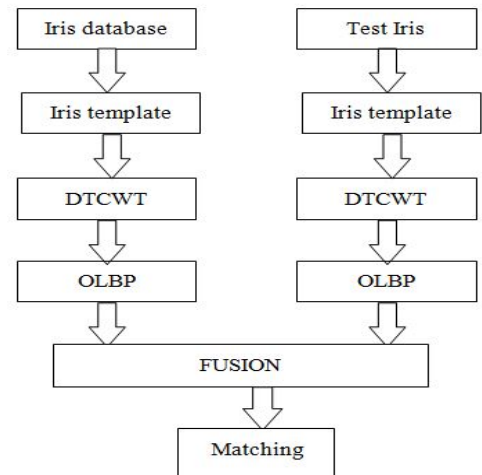 Iris database
Test Iris
Iris template
Iris template
DTCWT
DTCWT
OLBP
OLBP
FUSION
Matching